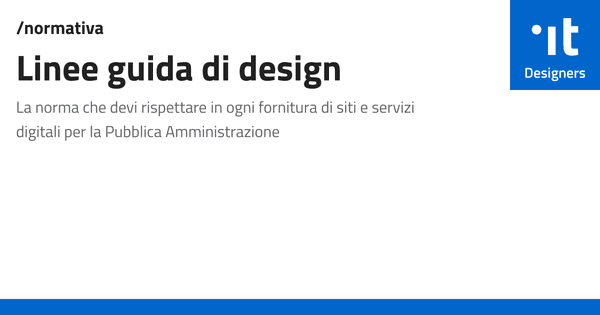 /normativa
Linee guida di design
La norma che devi rispettare in ogni fornitura di siti e servizi
digitali per la Pubblica Amministrazione
it
Designers